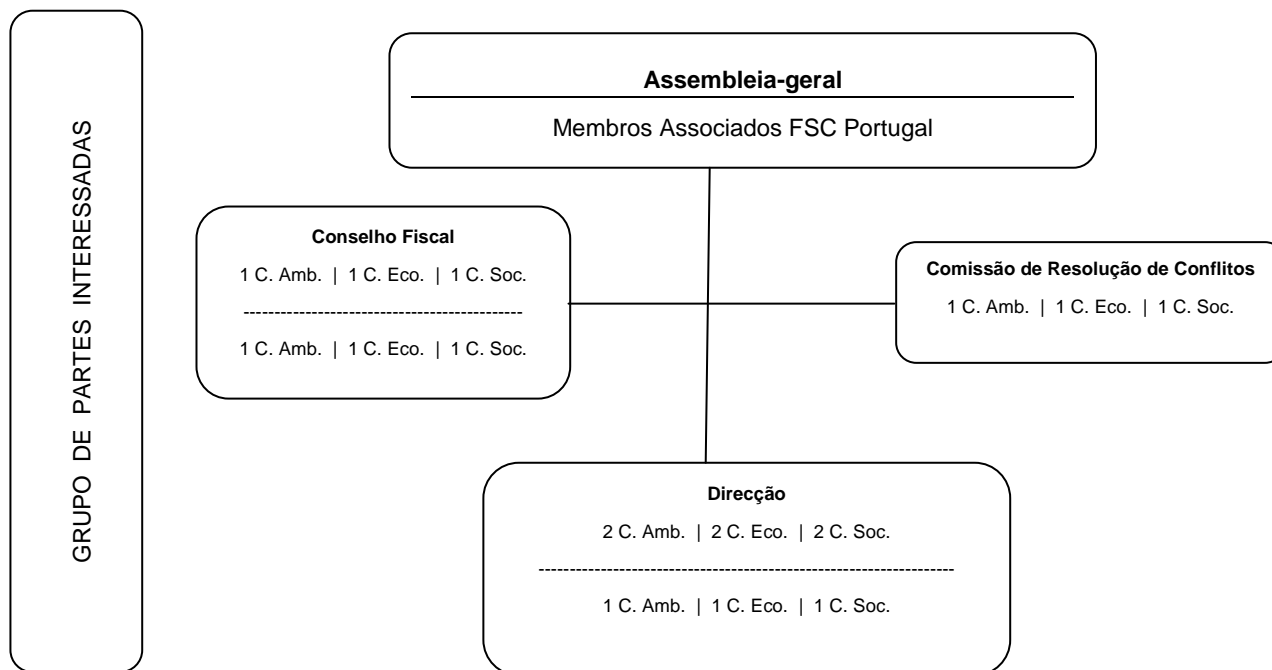 GRUPO DE PARTES INTERESSADAS
Assembleia-geral
Membros Associados FSC Portugal
Conselho Fiscal
1 C. Amb. | 1 C. Eco. | 1 C. Soc.
---------------------------------------------
1 C. Amb. | 1 C. Eco. | 1 C. Soc.
Comissão de Resolução de Conflitos
1 C. Amb. | 1 C. Eco. | 1 C. Soc.
Direcção
2 C. Amb. | 2 C. Eco. | 2 C. Soc.
-------------------------------------------------------------------
1 C. Amb. | 1 C. Eco. | 1 C. Soc.